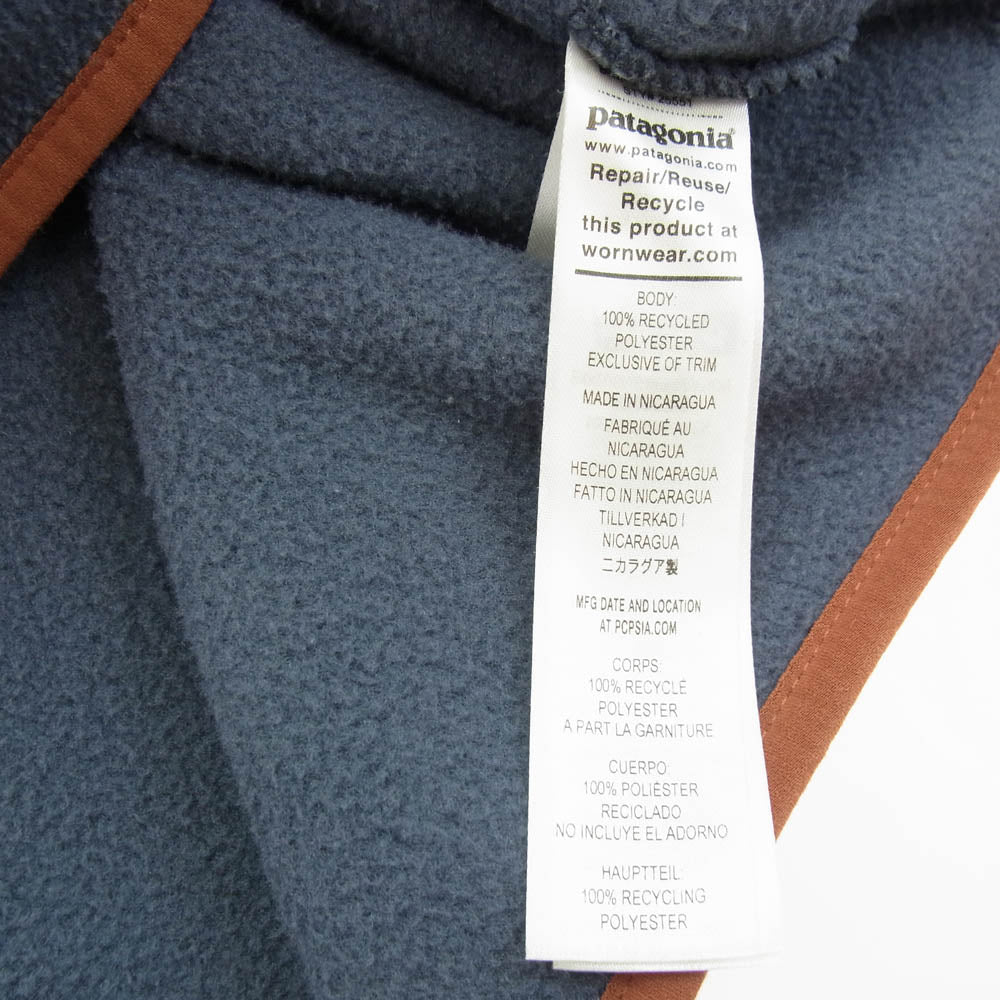 patagonia®
www.patagonia.com
Repair/Reuse/
Recycle
this product at
wornwear.com
BODY:
100% RECYCLED
POLYESTER
EXCLUSIVE OF TRIM
MADE IN NICARAGUA
FABRIQUÉ AU
NICARAGUA
HECHO EN NICARAGUA
FATTO IN NICARAGUA
TILLVERKAD I
NICARAGUA
ニカラグア製
MFG DATE AND LOCATION
AT PCPSIA.COM
CORPS:
100% RECYCLÉ
POLYESTER
A PART LA GARNITURE
CUERPO:
100% POLIÉSTER
RECICLADO
NO INCLUYE EL ADORNO
HAUPTTEIL:
100% RECYCLING
POLYESTER